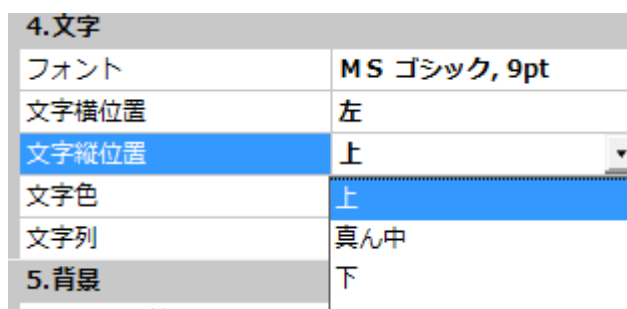 4.文字
フォント MS ゴシック, 9pt
文字横位置 左
文字縦位置 上
文字色 上
文字列 真ん中
5.背景 下